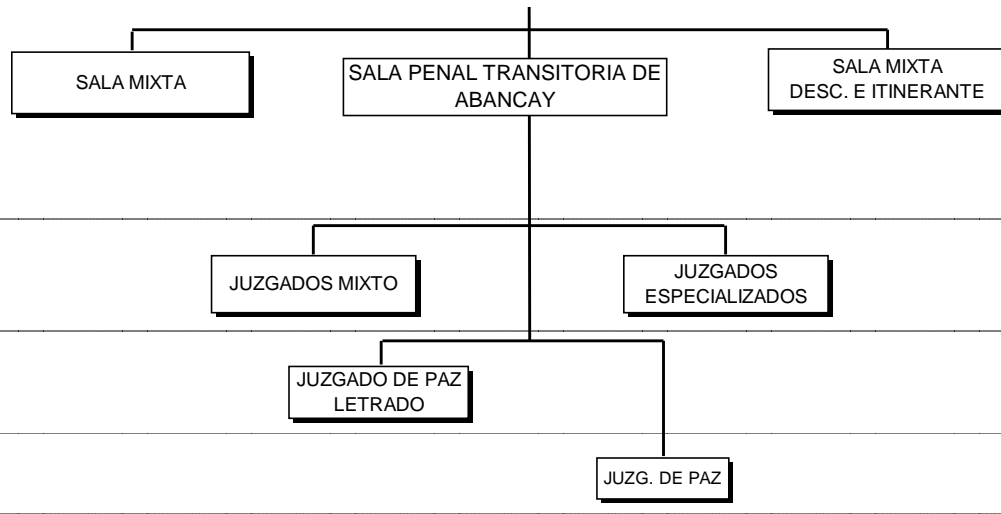 SALA MIXTA
SALA PENAL TRANSITORIA DE
ABANCAY
SALA MIXTA
DESC. E ITINERANTE
JUZGADOS MIXTO
JUZGADOS
ESPECIALIZADOS
JUZGADO DE PAZ
LETRADO
JUZG. DE PAZ